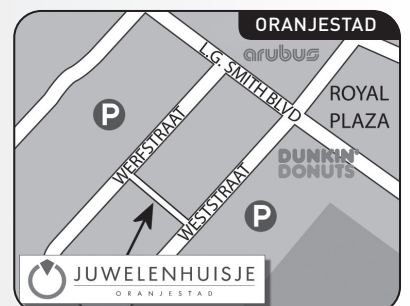 ORANJESTAD
arubus
L.G. SMITH BLVD
ROYAL
PLAZA
P
WERFSTRAAT
DUNKIN'
DONUTS
WESTSTRAAT
P
JUWELENHUISJE
ORANJESTAD